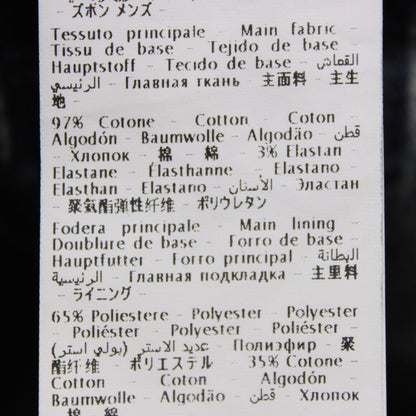 ズボン メンズ -
Tessuto principale - Main fabric -
Tissu de base - Tejido de base -
Hauptstoff - Tecido de base - القماش
الرئيسي - Главная ткань - 主面料 - 主生
地 -
97% Cotone - Cotton - Coton -
Algodón - Baumwolle - Algodão - قطن
- Хлопок - 棉 - 綿 - 3% Elastan -
Elastane - Élasthanne - Elastano -
Elasthan - Elastano - الأستان - Эластан
- 聚氨酯弹性纤维 - ポリウレタン
Fodera principale - Main lining -
Doublure de base - Forro de base -
Hauptfutter - Forro principal - البطانة
الرئيسية - Главная подкладка - 主里料
- ライニング -
65% Poliestere - Polyester - Polyester
- Poliéster - Polyester - Poliéster -
عديد الاستر (بولي استر) - Полиэфир - 聚
酯纤维 - ポリエステル - 35% Cotone -
Cotton - Coton - Algodón -
Baumwolle - Algodão - قطن - Хлопок
- 棉 - 綿 -